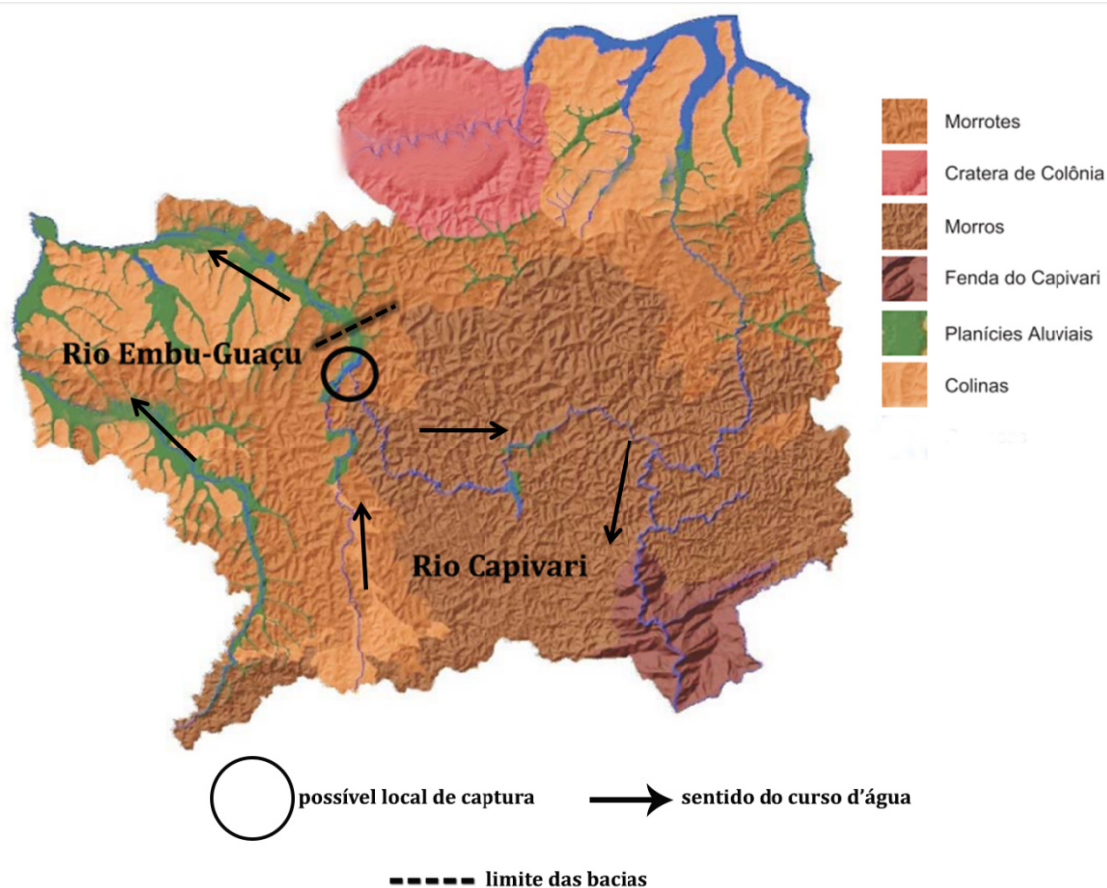 Morrotes
Cratera de Colônia
Morros
Fenda do Capivari
Planícies Aluviais
Colinas
Rio Embu-Guaçu
Rio Capivari
possível local de captura
sentido do curso d'água
limite das bacias